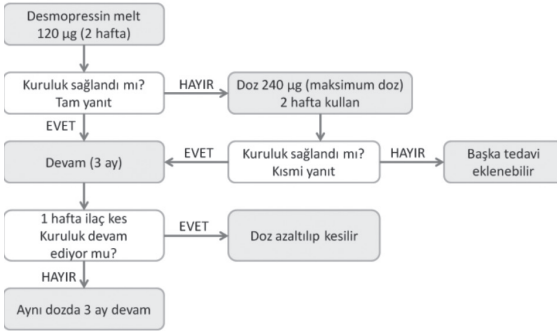 Desmopressin melt
120 µg (2 hafta)
Kuruluk sağlandı mı?
Tam yanıt
HAYIR
Doz 240 µg (maksimum doz)
2 hafta kullan
EVET
Devam (3 ay)
EVET
Kuruluk sağlandı mı?
Kısmi yanıt
HAYIR
Başka tedavi
eklenebilir
1 hafta ilaç kes
Kuruluk devam
ediyor mu?
EVET
Doz azaltılıp kesilir
HAYIR
Aynı dozda 3 ay devam